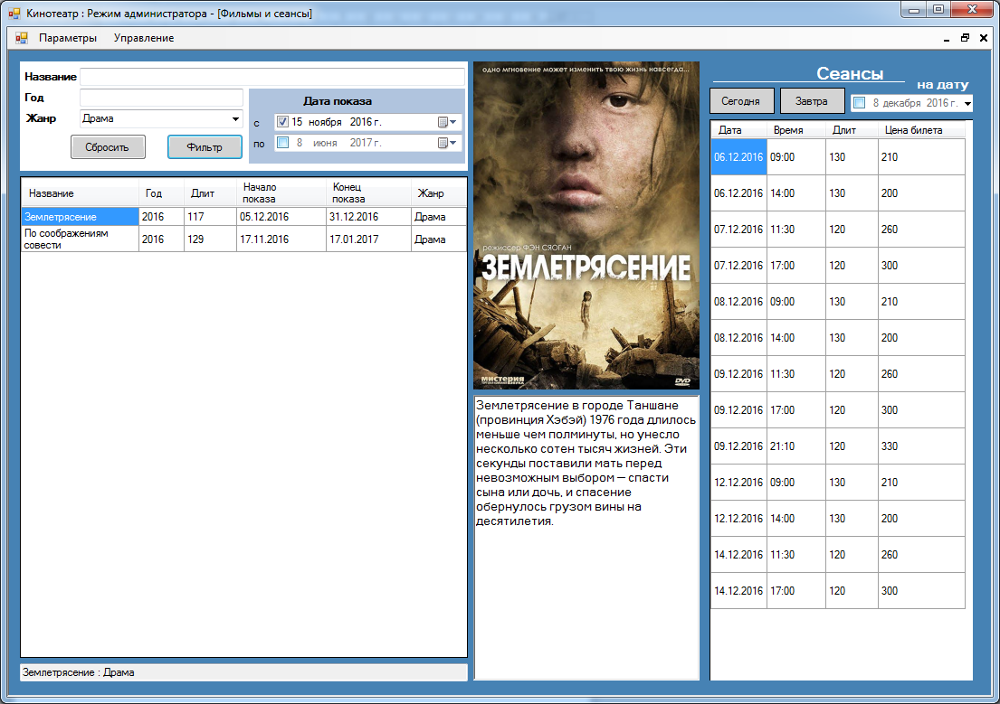 Кинотеатр : Режим администратора - [Фильмы и сеансы]
Параметры Управление
Название
Год
Жанр Драма
Сбросить Фильтр
Дата показа
с 15 ноября 2016 г.
по 8 июня 2017 г.
Название Год Длит Начало показа Конец показа Жанр
Землетрясение 2016 117 05.12.2016 31.12.2016 Драма
По соображениям совести 2016 129 17.11.2016 17.01.2017 Драма
Землетрясение : Драма
одно мгновение может изменить твою жизнь навсегда...
режиссер ФЭН СЯОГАН
ЗЕМЛЕТРЯСЕНИЕ
мистерия
DVD
Землетрясение в городе Таншане
(провинция Хэбэй) 1976 года длилось
меньше чем полминуты, но унесло
несколько сотен тысяч жизней. Эти
секунды поставили мать перед
невозможным выбором — спасти
сына или дочь, и спасение
обернулось грузом вины на
десятилетия.
Сеансы
на дату
Сегодня Завтра 8 декабря 2016 г.
Дата Время Длит Цена билета
06.12.2016 09:00 130 210
06.12.2016 14:00 130 200
07.12.2016 11:30 120 260
07.12.2016 17:00 120 300
08.12.2016 09:00 130 210
08.12.2016 14:00 130 200
09.12.2016 11:30 120 260
09.12.2016 17:00 120 300
09.12.2016 21:10 120 330
12.12.2016 09:00 130 210
12.12.2016 14:00 130 200
14.12.2016 11:30 120 260
14.12.2016 17:00 120 300